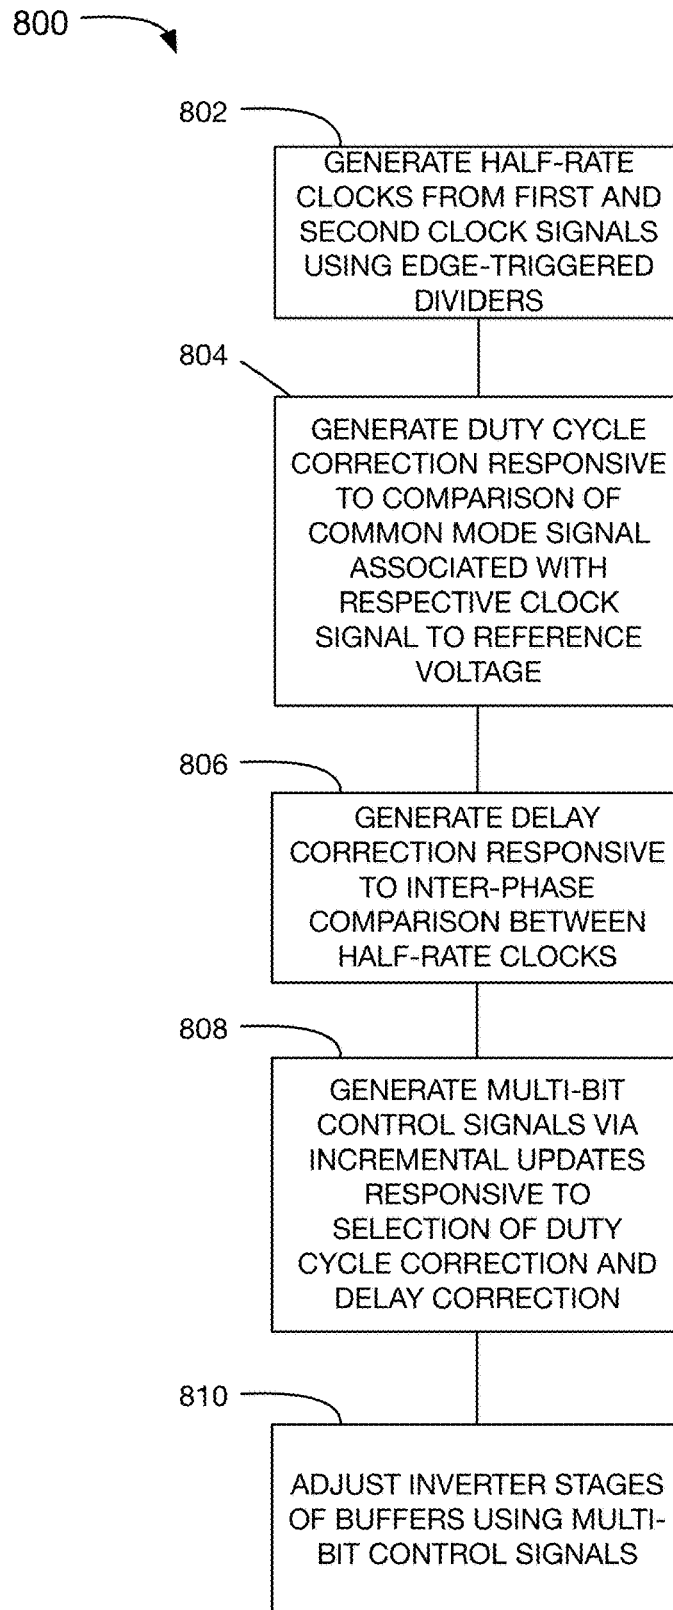 800
802
GENERATE HALF-RATE
CLOCKS FROM FIRST AND
SECOND CLOCK SIGNALS
USING EDGE-TRIGGERED
DIVIDERS
804
GENERATE DUTY CYCLE
CORRECTION RESPONSIVE
TO COMPARISON OF
COMMON MODE SIGNAL
ASSOCIATED WITH
RESPECTIVE CLOCK
SIGNAL TO REFERENCE
VOLTAGE
806
GENERATE DELAY
CORRECTION RESPONSIVE
TO INTER-PHASE
COMPARISON BETWEEN
HALF-RATE CLOCKS
808
GENERATE MULTI-BIT
CONTROL SIGNALS VIA
INCREMENTAL UPDATES
RESPONSIVE TO
SELECTION OF DUTY
CYCLE CORRECTION AND
DELAY CORRECTION
810
ADJUST INVERTER STAGES
OF BUFFERS USING MULTI-
BIT CONTROL SIGNALS